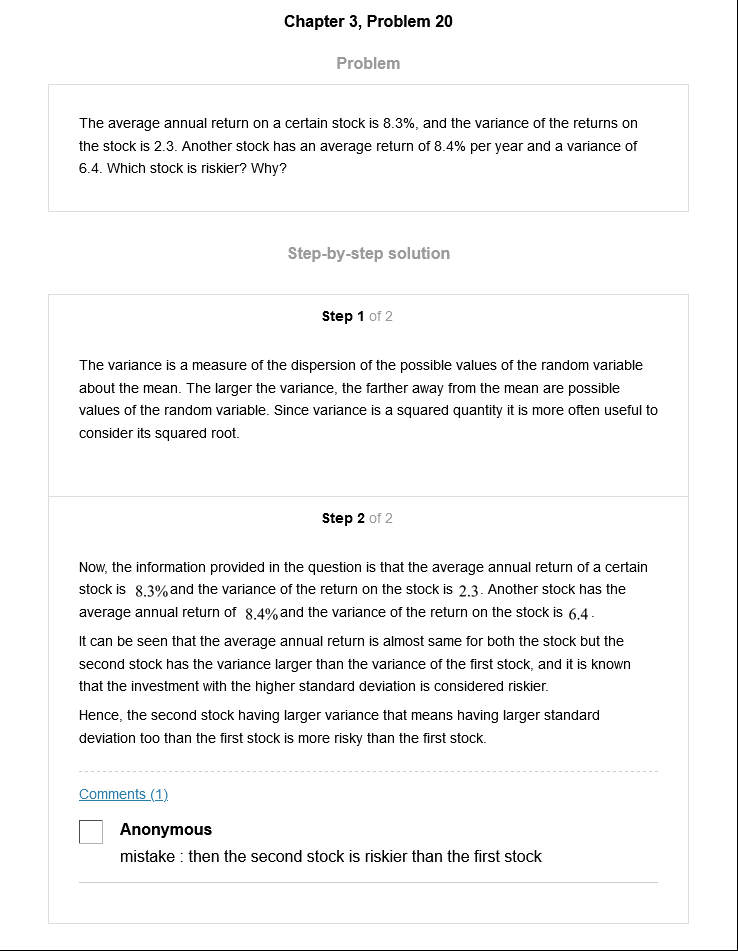 Chapter 3, Problem 20
Problem
The average annual return on a certain stock is 8.3%, and the variance of the returns on
the stock is 2.3. Another stock has an average return of 8.4% per year and a variance of
6.4. Which stock is riskier? Why?
Step-by-step solution
Step 1 of 2
The variance is a measure of the dispersion of the possible values of the random variable
about the mean. The larger the variance, the farther away from the mean are possible
values of the random variable. Since variance is a squared quantity it is more often useful to
consider its squared root.
Step 2 of 2
Now, the information provided in the question is that the average annual return of a certain
stock is 8.3% and the variance of the return on the stock is 2.3. Another stock has the
average annual return of 8.4% and the variance of the return on the stock is 6.4.
It can be seen that the average annual return is almost same for both the stock but the
second stock has the variance larger than the variance of the first stock, and it is known
that the investment with the higher standard deviation is considered riskier.
Hence, the second stock having larger variance that means having larger standard
deviation too than the first stock is more risky than the first stock.
Comments (1)
Anonymous
mistake : then the second stock is riskier than the first stock